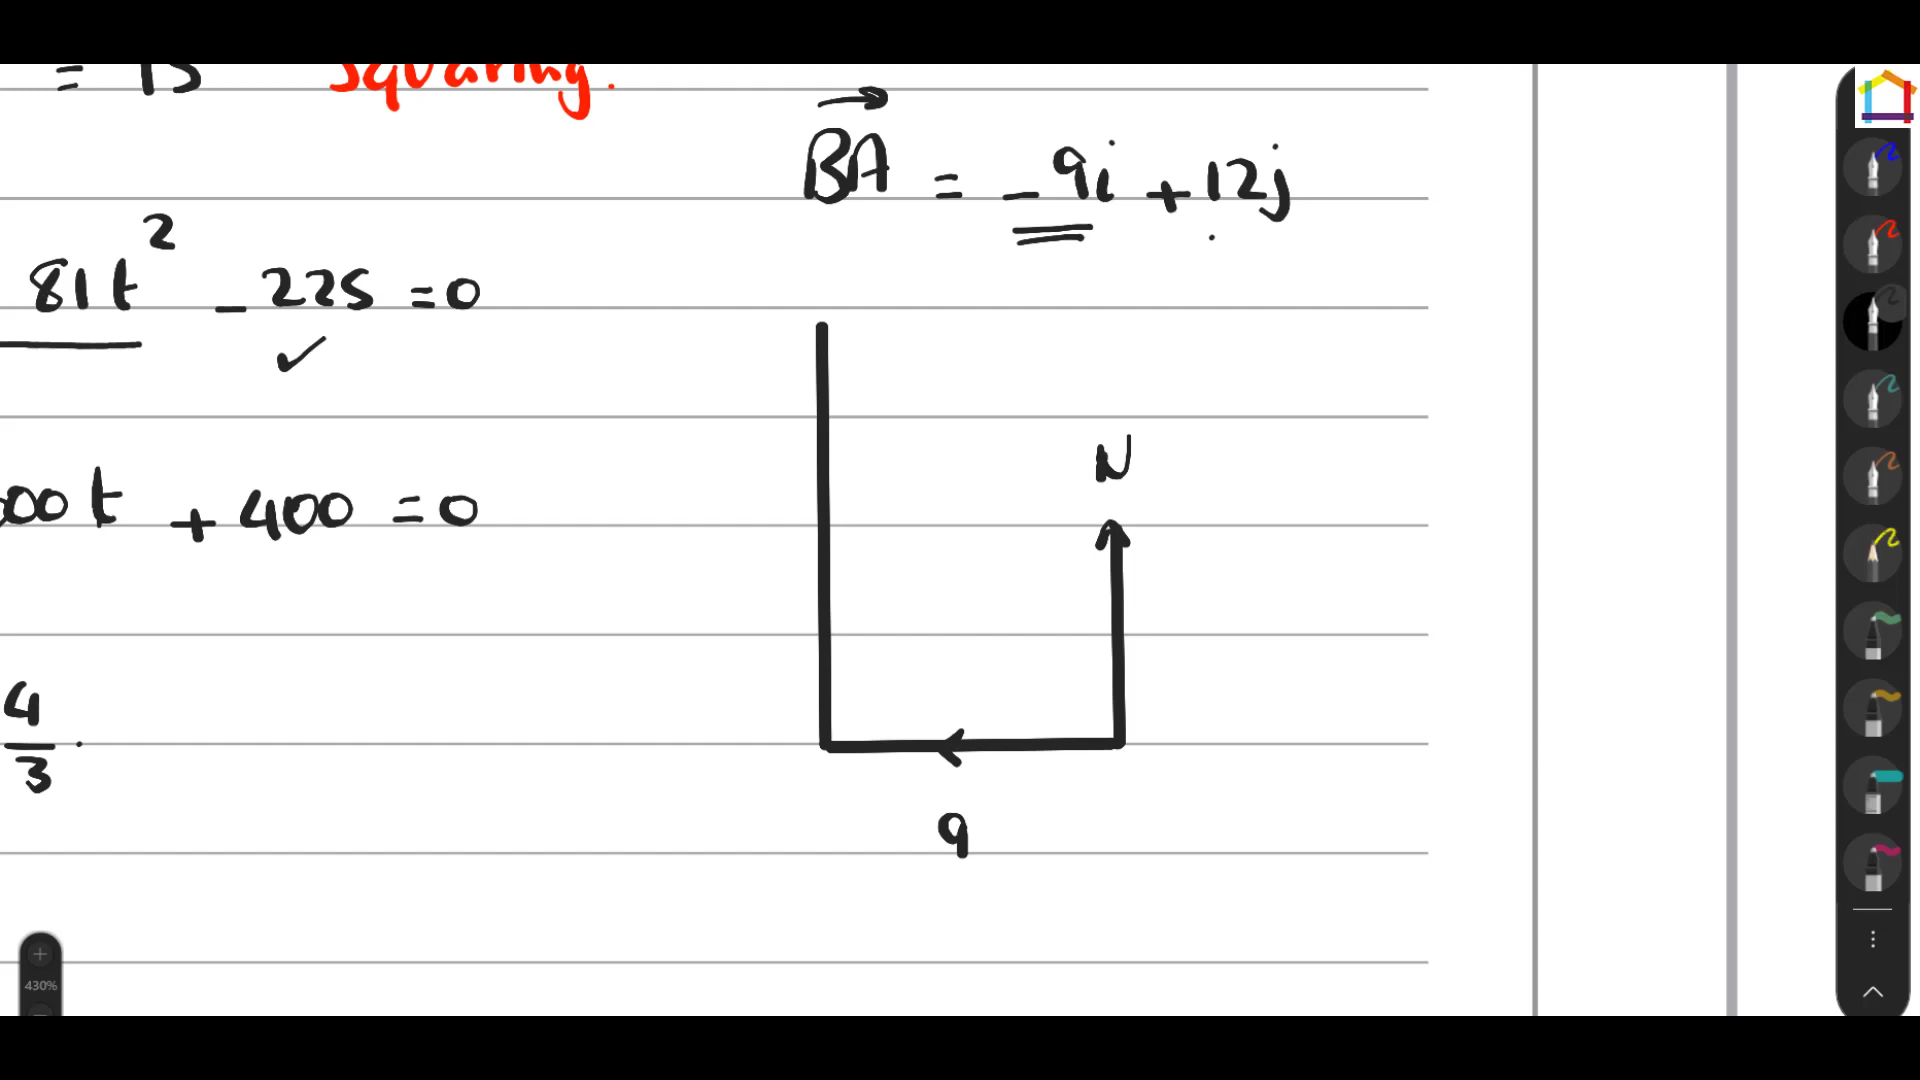 = 15 squaring.
BA = -9i + 12j
81t² - 225 = 0
N
00t + 400 = 0
4/3.
9
430%